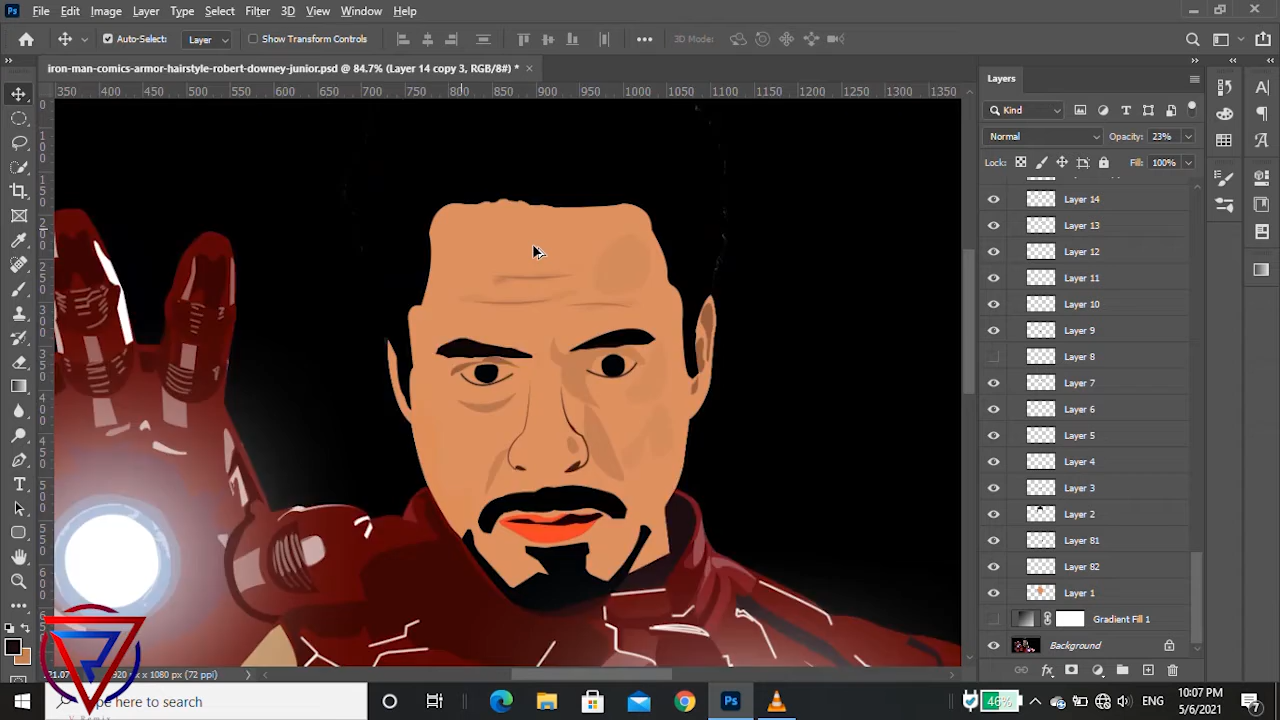 Ps File Edit Image Layer Type Select Filter 3D View Window Help
Auto-Select: Layer Show Transform Controls 3D Mode:
iron-man-comics-armor-hairstyle-robert-downey-junior.psd @ 84.7% (Layer 14 copy 3, RGB/8#) *
350 400 450 500 550 600 650 700 750 800 850 900 950 1000 1050 1100 1150 1200 1250 1300 1350
Layers
Kind
Normal Opacity: 23%
Lock: Fill: 100%
Layer 14
Layer 13
Layer 12
Layer 11
Layer 10
Layer 9
Layer 8
Layer 7
Layer 6
Layer 5
Layer 4
Layer 3
Layer 2
Layer 81
Layer 82
Layer 1
Gradient Fill 1
Background
920 px x 1080 px (72 ppi)
here to search
Ps
46%
ENG
10:07 PM
5/6/2021
7